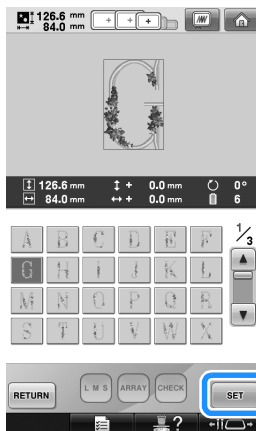 126.6 mm
84.0 mm
126.6 mm + 0.0 mm 0°
84.0 mm + 0.0 mm 6
A B C D E F
G H I J K L
M N O P Q R
S T U V W X
1/3
RETURN L M S ARRAY CHECK SET
?